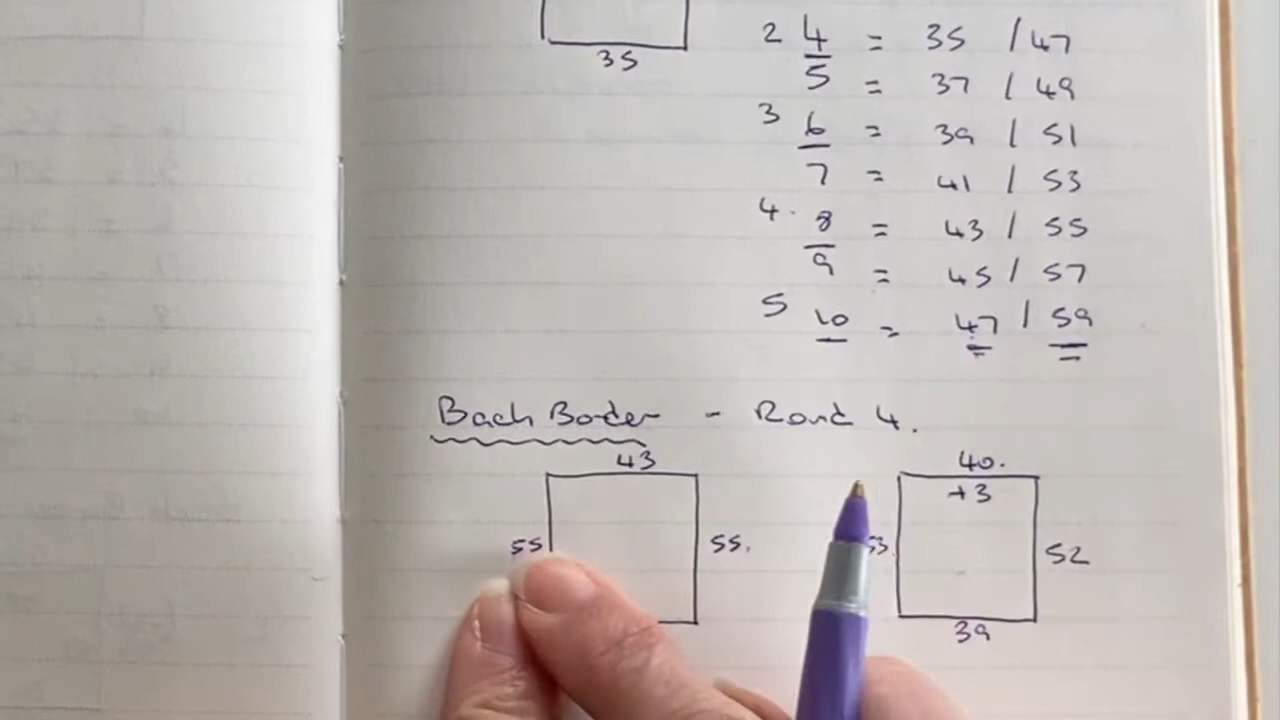 35
2 4 = 35 / 47
5 = 37 / 49
3 6 = 39 / 51
7 = 41 / 53
4. 8 = 43 / 55
9 = 45 / 57
5 10 = 47 / 59
Back Border - Round 4.
43
55
55.
40.
+3
53.
52
39